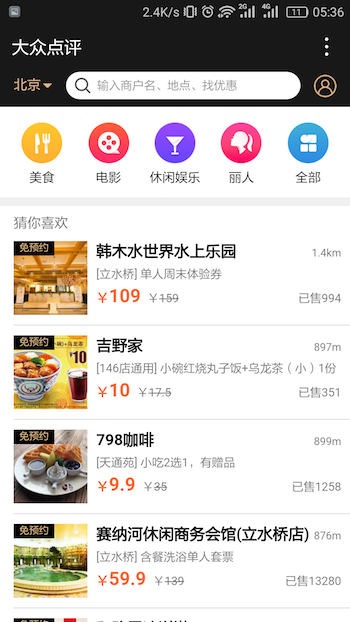 2.4K/s 2G 4G 11 05:36
大众点评
北京 输入商户名、地点、找优惠
美食 电影 休闲娱乐 丽人 全部
猜你喜欢
免预约
韩木水世界水上乐园 1.4km
[立水桥] 单人周末体验券
￥109 ￥159 已售994
免预约
¥10
吉野家 897m
[146店通用] 小碗红烧丸子饭+乌龙茶（小）1份
￥10 ￥17.5 已售351
免预约
798咖啡 899m
[天通苑] 小吃2选1，有赠品
￥9.9 ￥35 已售1258
免预约
赛纳河休闲商务会馆(立水桥店) 876m
[立水桥] 含餐洗浴单人套票
￥59.9 ￥139 已售13280